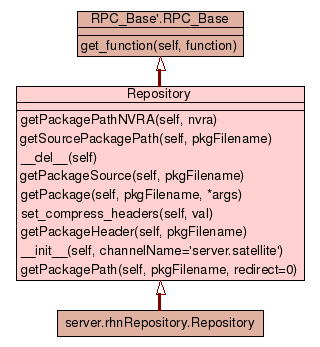 RPC_Base'.RPC_Base
get_function(self, function)
Repository
getPackagePathNVRA(self, nvra)
getSourcePackagePath(self, pkgFilename)
__del__(self)
getPackageSource(self, pkgFilename)
getPackage(self, pkgFilename, *args)
set_compress_headers(self, val)
getPackageHeader(self, pkgFilename)
__init__(self, channelName='server.satellite')
getPackagePath(self, pkgFilename, redirect=0)
server.rhnRepository.Repository